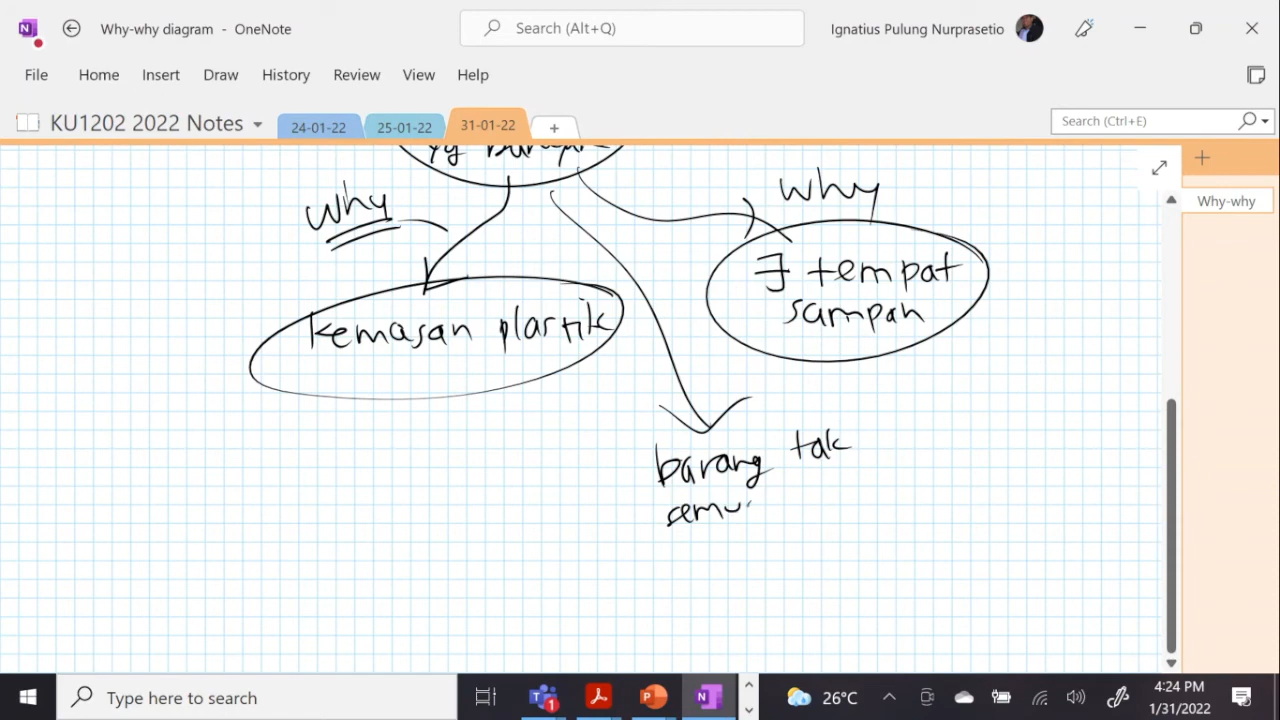 Why-why diagram - OneNote
Search (Alt+Q)
Ignatius Pulung Nurprasetio
File Home Insert Draw History Review View Help
KU1202 2022 Notes
24-01-22
25-01-22
31-01-22
Search (Ctrl+E)
Why-why
why
why
kemasan plastik
∃ tempat
sampah
barang tak
semu
Type here to search
1
26°C
4:24 PM
1/31/2022